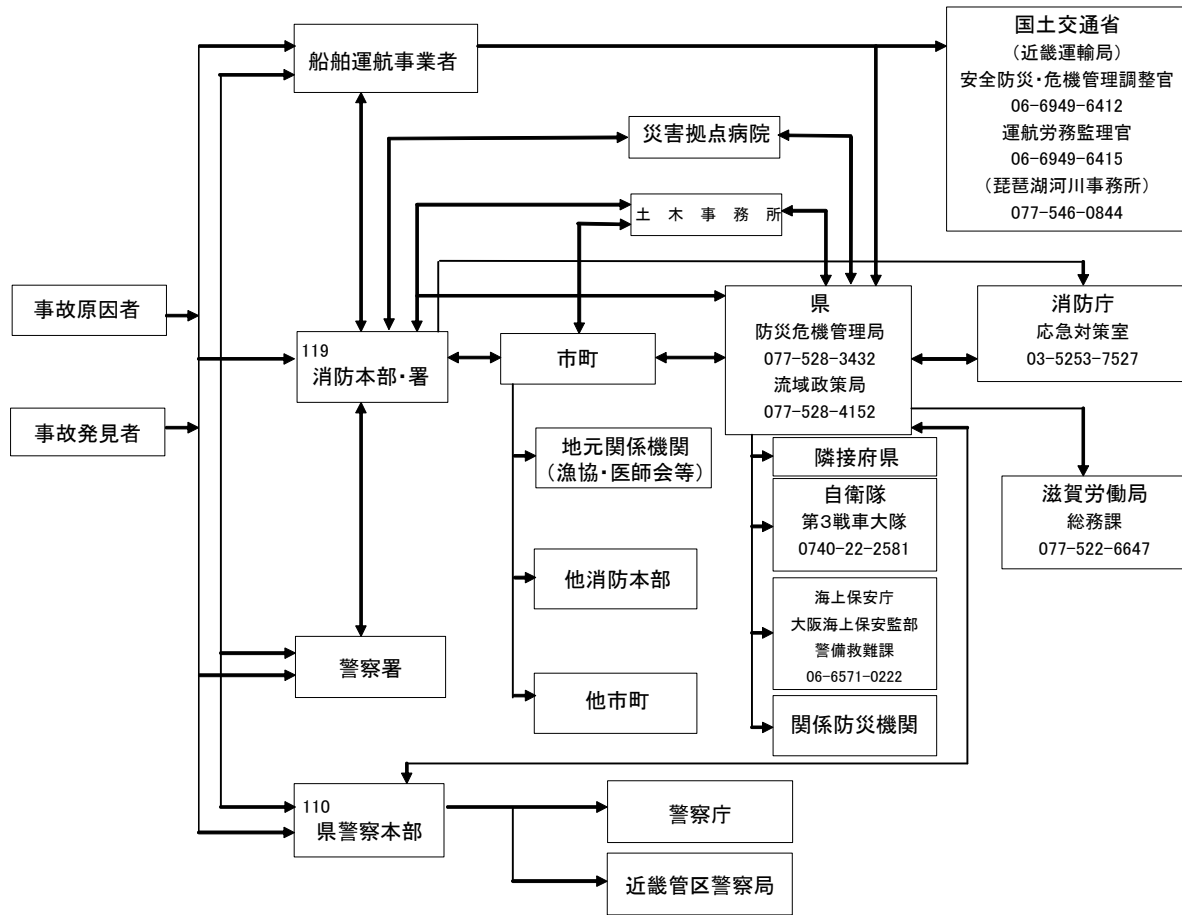 船舶運航事業者
国土交通省
(近畿運輸局)
安全防災・危機管理調整官
06-6949-6412
運航労務監理官
06-6949-6415
(琵琶湖河川事務所)
077-546-0844
災害拠点病院
土木事務所
事故原因者
事故発見者
119
消防本部・署
市町
県
防災危機管理局
077-528-3432
流域政策局
077-528-4152
消防庁
応急対策室
03-5253-7527
地元関係機関
(漁協・医師会等)
他消防本部
他市町
隣接府県
自衛隊
第3戦車大隊
0740-22-2581
海上保安庁
大阪海上保安監部
警備救難課
06-6571-0222
関係防災機関
滋賀労働局
総務課
077-522-6647
警察署
110
県警察本部
警察庁
近畿管区警察局